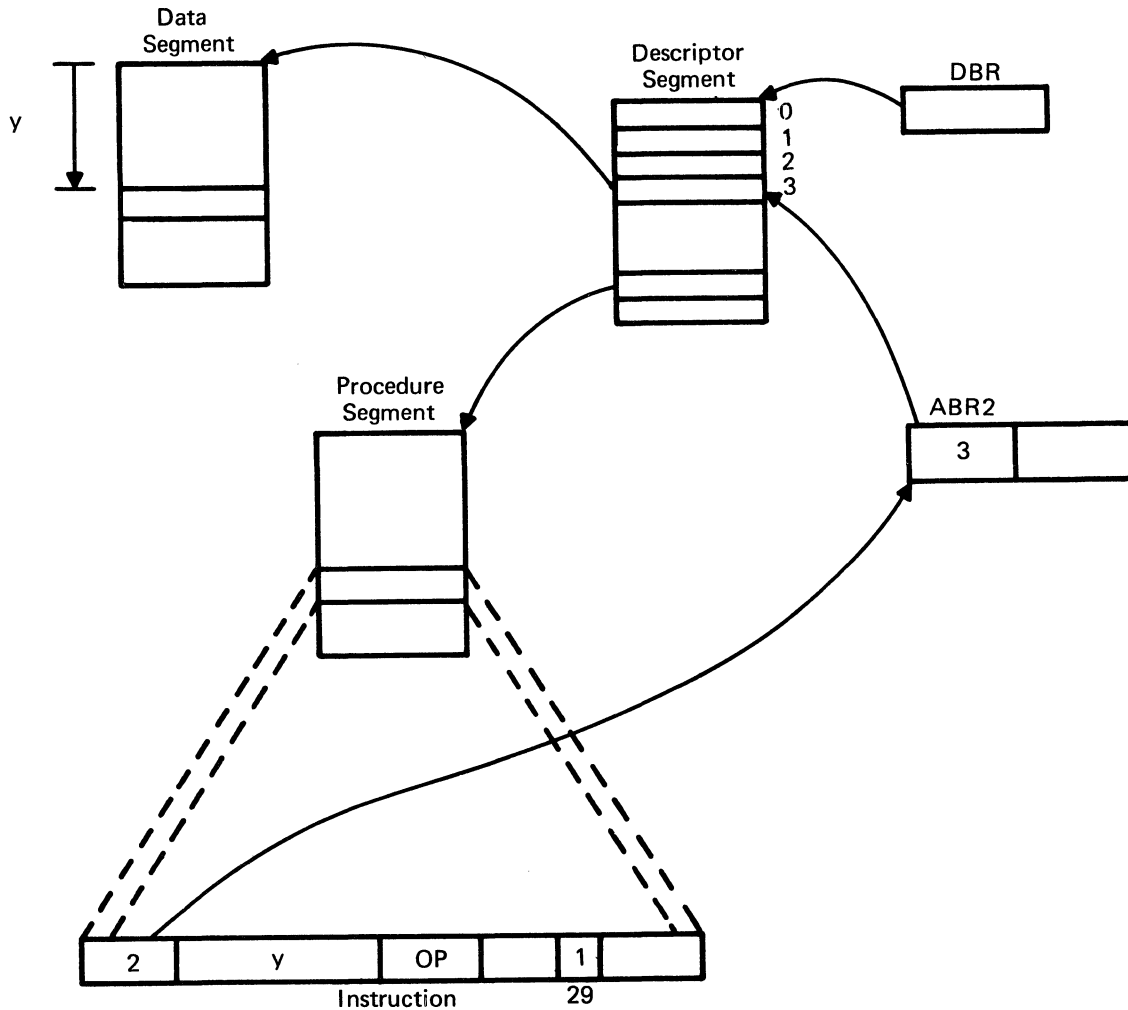 Data
Segment
y
Descriptor
Segment
DBR
0
1
2
3
Procedure
Segment
ABR2
3
2 y OP 1
Instruction 29